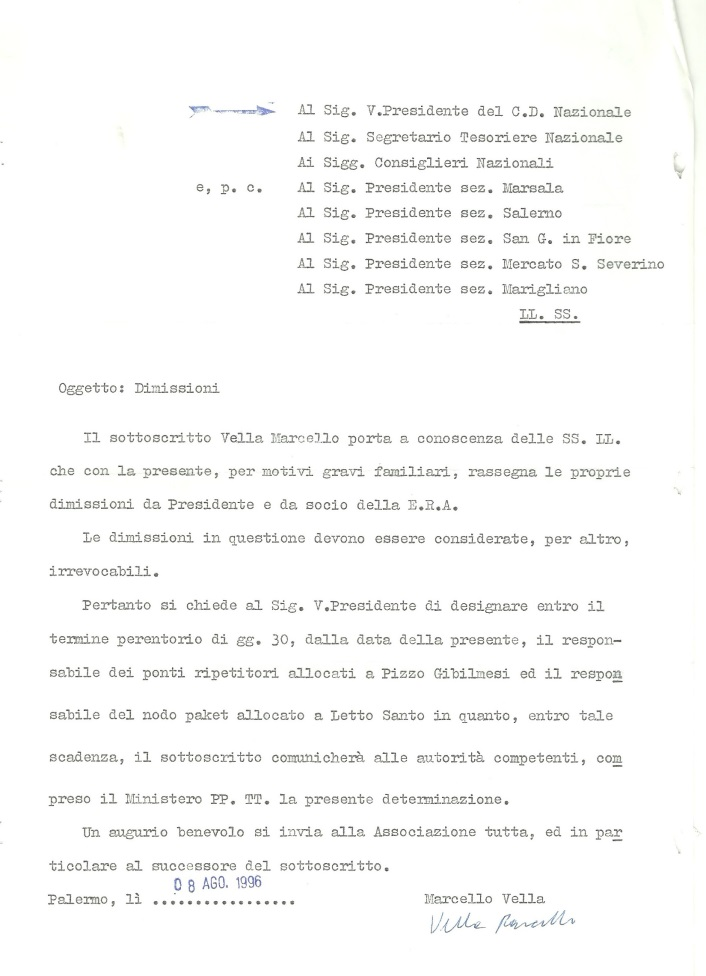 Al Sig. V.Presidente del C.D. Nazionale
Al Sig. Segretario Tesoriere Nazionale
Ai Sigg. Consiglieri Nazionali
e, p. c. Al Sig. Presidente sez. Marsala
Al Sig. Presidente sez. Salerno
Al Sig. Presidente sez. San G. in Fiore
Al Sig. Presidente sez. Mercato S. Severino
Al Sig. Presidente sez. Marigliano
LL. SS.
Oggetto: Dimissioni
Il sottoscritto Vella Marcello porta a conoscenza delle SS. LL.
che con la presente, per motivi gravi familiari, rassegna le proprie
dimissioni da Presidente e da socio della E.R.A.
Le dimissioni in questione devono essere considerate, per altro,
irrevocabili.
Pertanto si chiede al Sig. V.Presidente di designare entro il
termine perentorio di gg. 30, dalla data della presente, il respon-
sabile dei ponti ripetitori allocati a Pizzo Gibilmesi ed il respon
sabile del nodo paket allocato a Letto Santo in quanto, entro tale
scadenza, il sottoscritto comunicherà alle autorità competenti, com
preso il Ministero PP. TT. la presente determinazione.
Un augurio benevolo si invia alla Associazione tutta, ed in par
ticolare al successore del sottoscritto.
08 AGO. 1996
Palermo, lì ................. Marcello Vella
Vella Marcello